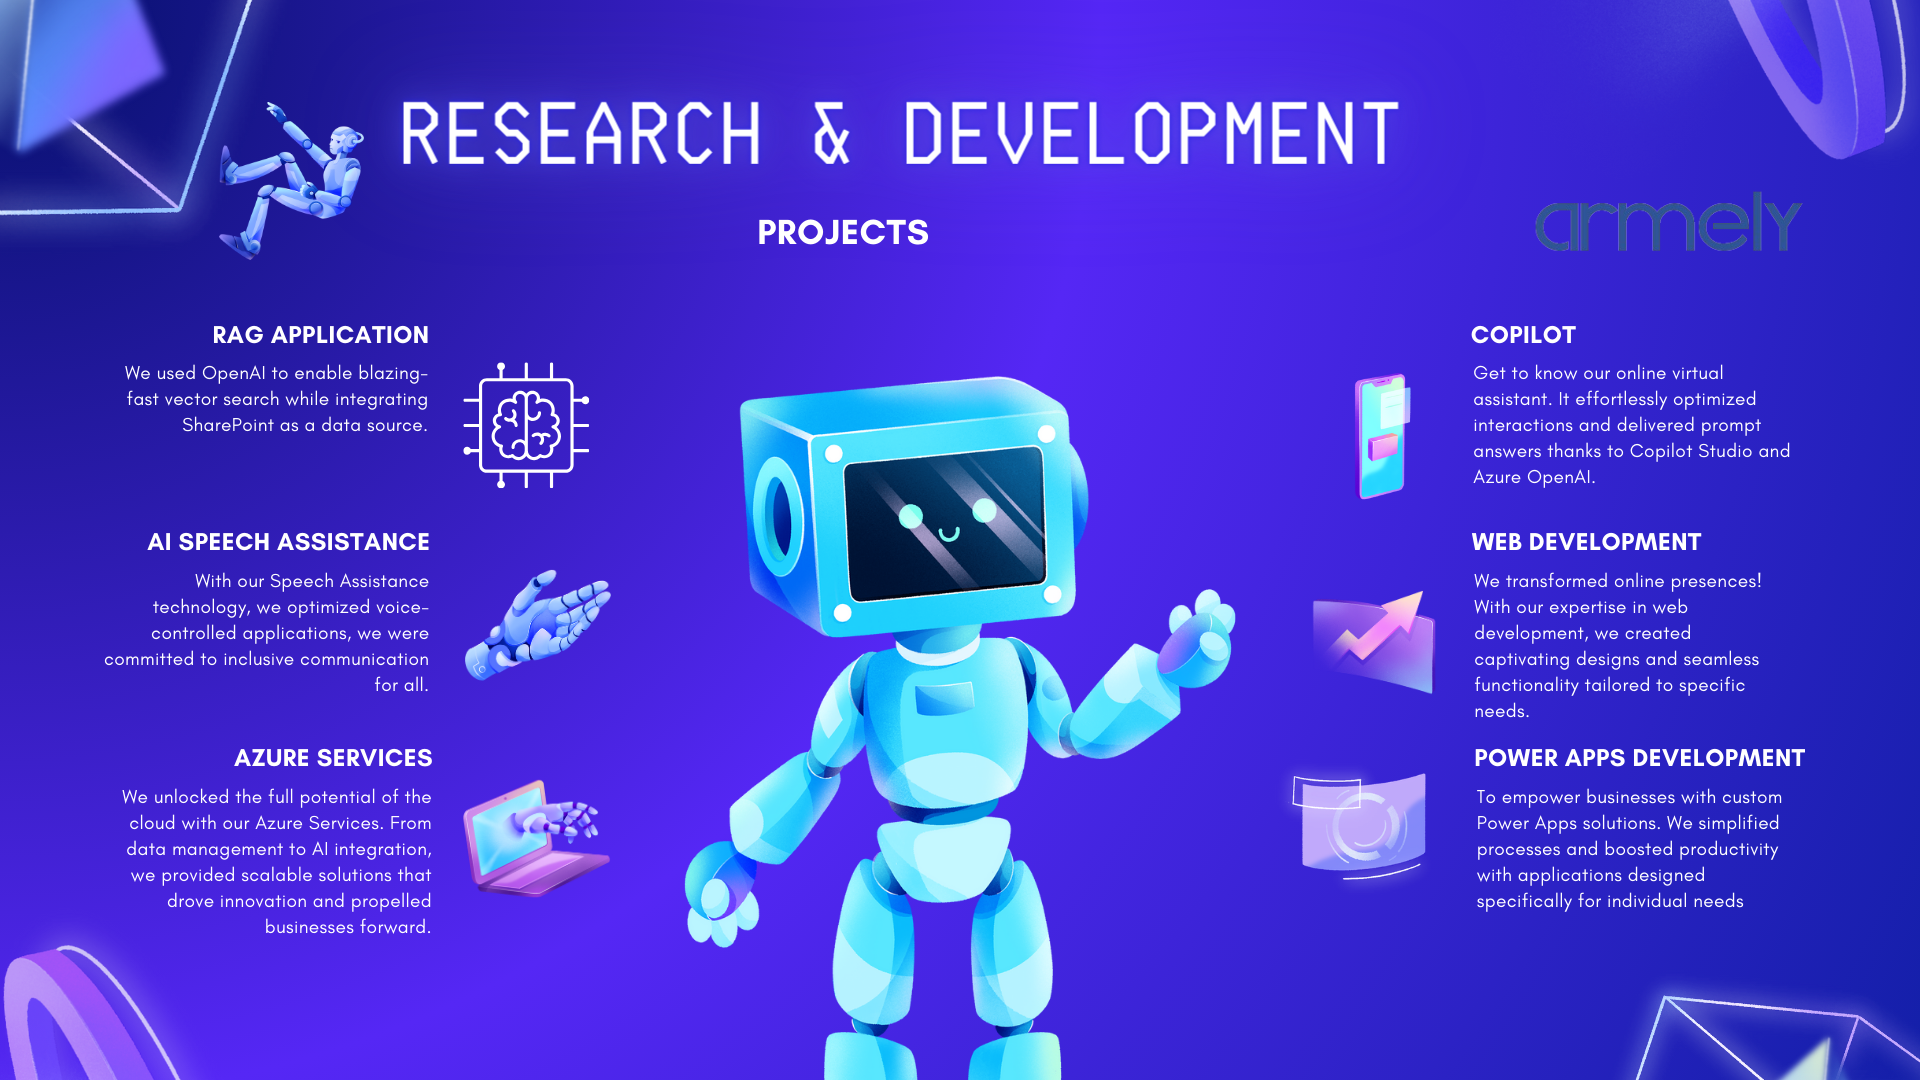 RESEARCH & DEVELOPMENT
PROJECTS
armely
RAG APPLICATION
We used OpenAI to enable blazing-
fast vector search while integrating
SharePoint as a data source.
AI SPEECH ASSISTANCE
With our Speech Assistance
technology, we optimized voice-
controlled applications, we were
committed to inclusive communication
for all.
AZURE SERVICES
We unlocked the full potential of the
cloud with our Azure Services. From
data management to AI integration,
we provided scalable solutions that
drove innovation and propelled
businesses forward.
COPILOT
Get to know our online virtual
assistant. It effortlessly optimized
interactions and delivered prompt
answers thanks to Copilot Studio and
Azure OpenAI.
WEB DEVELOPMENT
We transformed online presences!
With our expertise in web
development, we created
captivating designs and seamless
functionality tailored to specific
needs.
POWER APPS DEVELOPMENT
To empower businesses with custom
Power Apps solutions. We simplified
processes and boosted productivity
with applications designed
specifically for individual needs